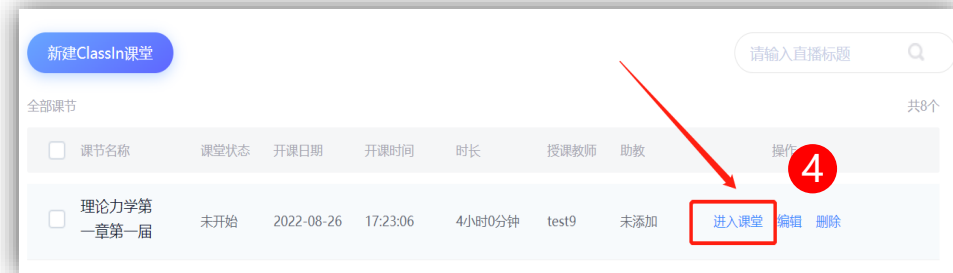 新建ClassIn课堂
请输入直播标题
全部课节
共8个
课节名称 课堂状态 开课日期 开课时间 时长 授课教师 助教 操作
4
理论力学第
一章第一届
未开始 2022-08-26 17:23:06 4小时0分钟 test9 未添加 进入课堂 编辑 删除